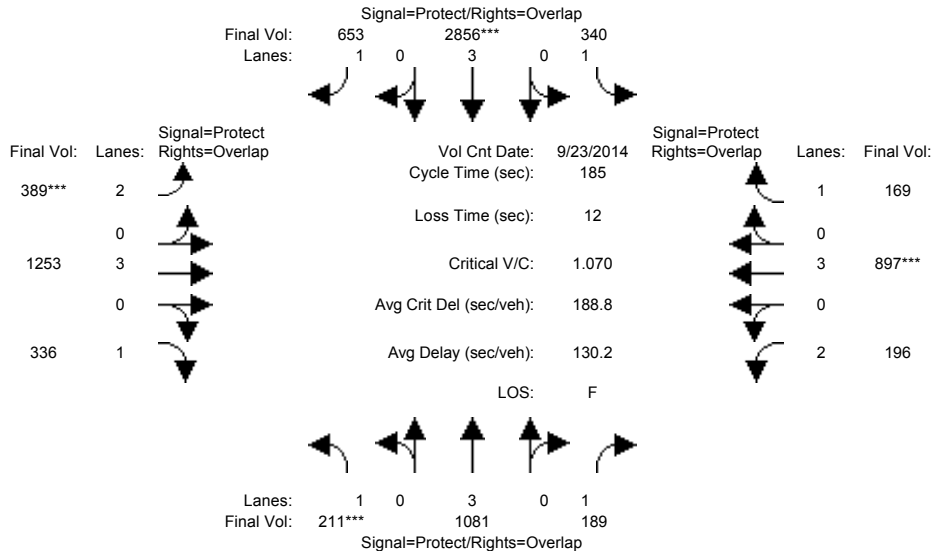 Signal=Protect/Rights=Overlap
Final Vol: 653 2856*** 340
Lanes: 1 0 3 0 1
Signal=Protect Signal=Protect
Final Vol: Lanes: Rights=Overlap Vol Cnt Date: 9/23/2014 Rights=Overlap Lanes: Final Vol:
Cycle Time (sec): 185
389*** 2 1 169
Loss Time (sec): 12
0 0
1253 3 Critical V/C: 1.070 3 897***
0 Avg Crit Del (sec/veh): 188.8 0
336 1 Avg Delay (sec/veh): 130.2 2 196
LOS: F
Lanes: 1 0 3 0 1
Final Vol: 211*** 1081 189
Signal=Protect/Rights=Overlap